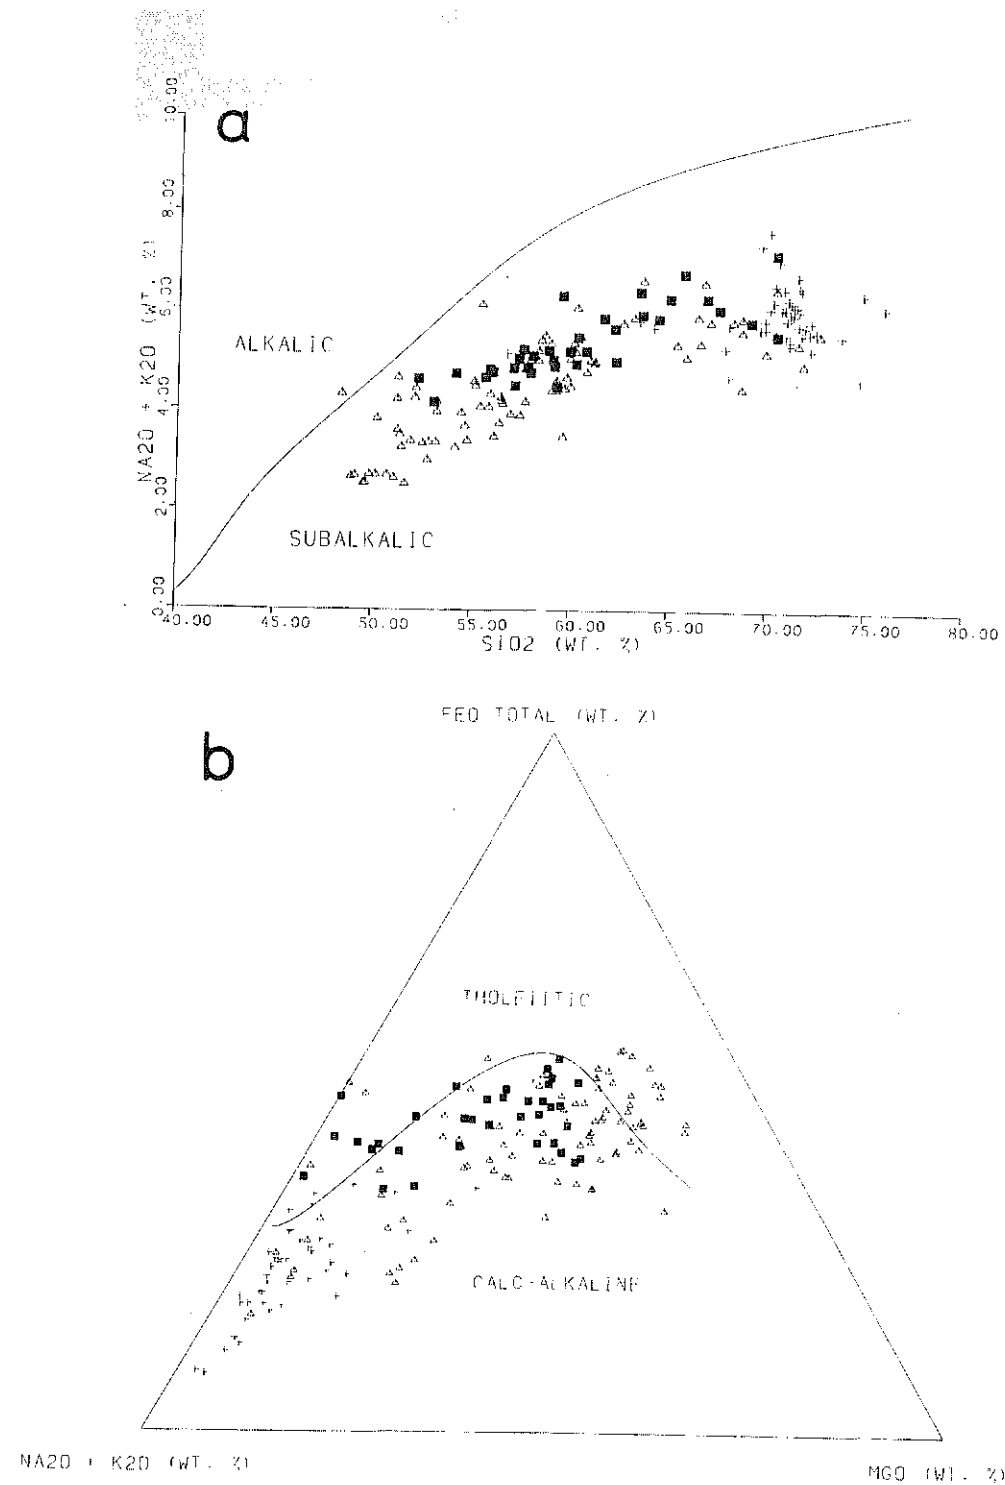 a
10.00
8.00
6.00
4.00
2.00
0.00
NA2O + K2O (WT. %)
ALKALIC
SUBALKALIC
40.00 45.00 50.00 55.00 60.00 65.00 70.00 75.00 80.00
SIO2 (WT. %)
FEO TOTAL (WT. %)
b
THOLEIITIC
CALC-ALKALINE
NA2O + K2O (WT. %)
MGO (WT. %)